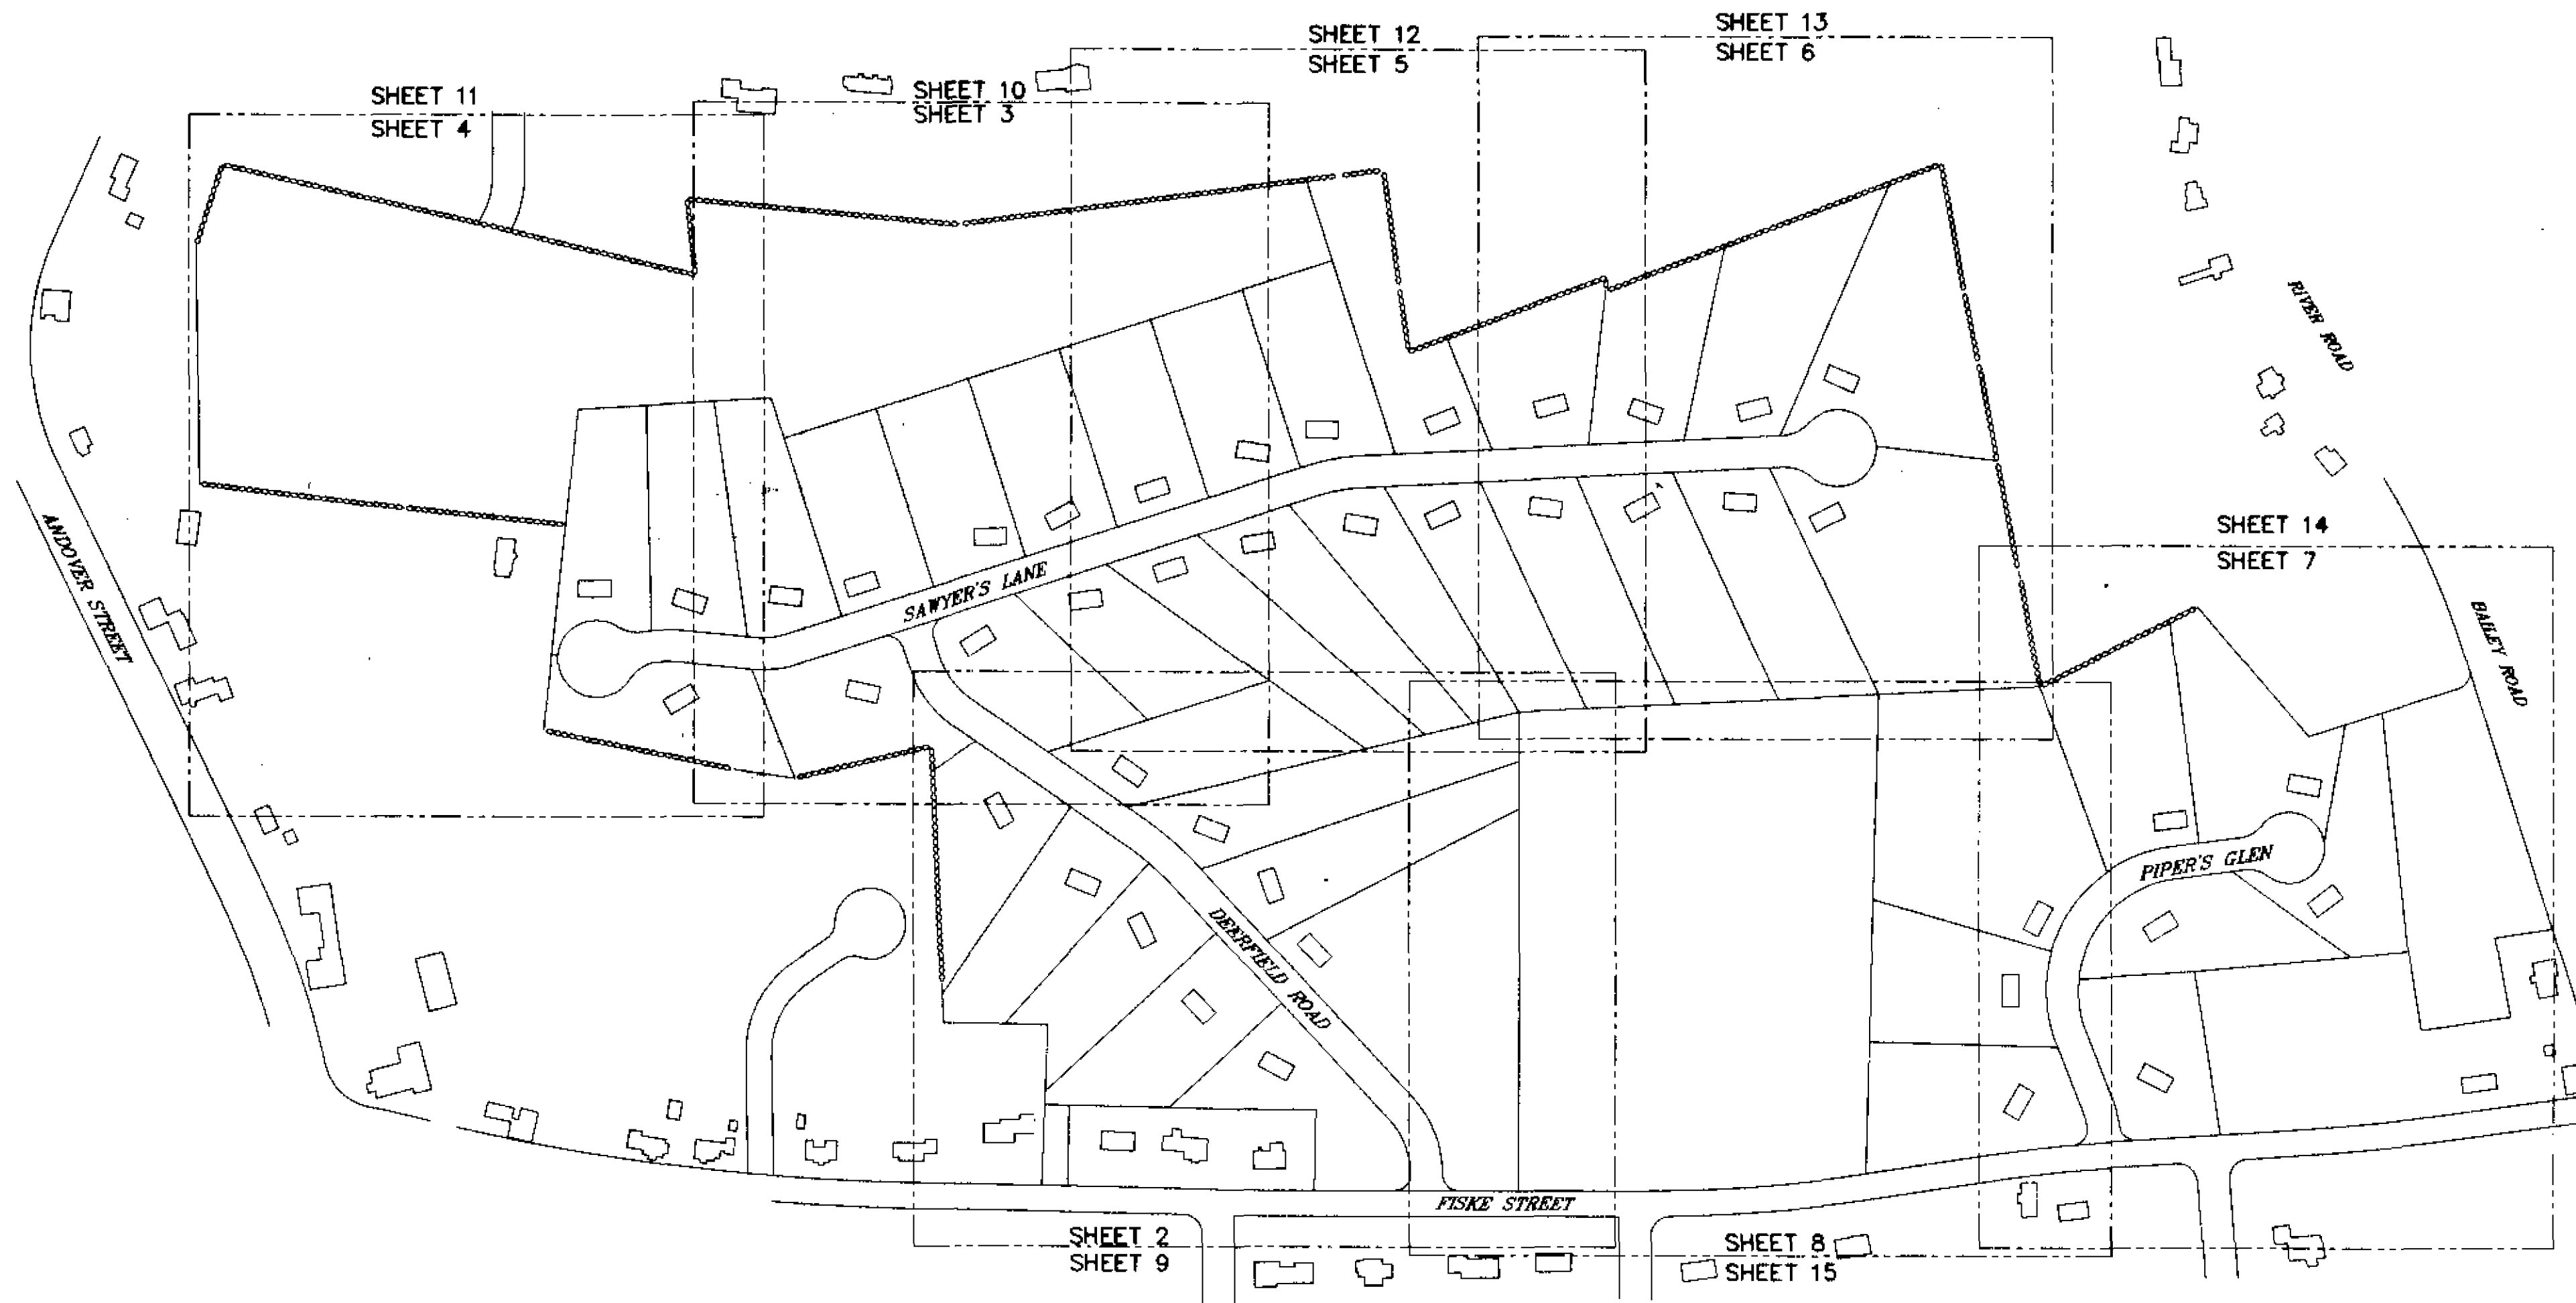 SHEET 13
SHEET 6
SHEET 12
SHEET 5
SHEET 10
SHEET 3
SHEET 11
SHEET 4
RIVER ROAD
SHEET 14
SHEET 7
ANDOVER STREET
SAWYER'S LANE
BAILEY ROAD
PIPER'S GLEN
DEERFIELD ROAD
FISKE STREET
SHEET 2
SHEET 9
SHEET 8
SHEET 15